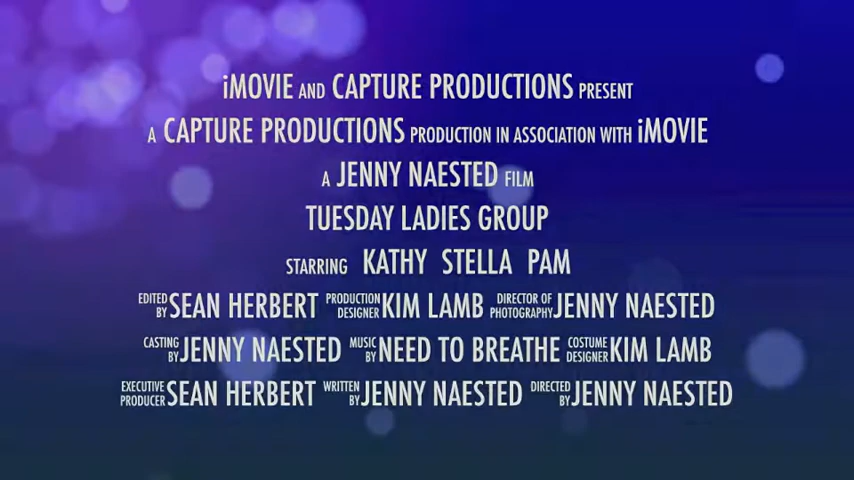 iMOVIE AND CAPTURE PRODUCTIONS PRESENT
A CAPTURE PRODUCTIONS PRODUCTION IN ASSOCIATION WITH iMOVIE
A JENNY NAESTED FILM
TUESDAY LADIES GROUP
STARRING KATHY STELLA PAM
EDITED BY SEAN HERBERT PRODUCTION DESIGNER KIM LAMB DIRECTOR OF PHOTOGRAPHY JENNY NAESTED
CASTING BY JENNY NAESTED MUSIC BY NEED TO BREATHE COSTUME DESIGNER KIM LAMB
EXECUTIVE PRODUCER SEAN HERBERT WRITTEN BY JENNY NAESTED DIRECTED BY JENNY NAESTED